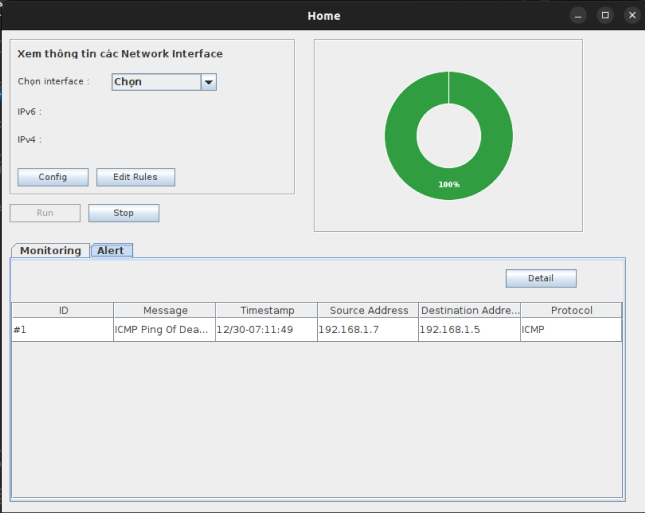 Home
Xem thông tin các Network Interface
Chọn interface : Chọn
IPv6 :
IPv4 :
Config Edit Rules
Run Stop
100%
Monitoring Alert
Detail
ID Message Timestamp Source Address Destination Addre... Protocol
#1 ICMP Ping Of Dea... 12/30-07:11:49 192.168.1.7 192.168.1.5 ICMP